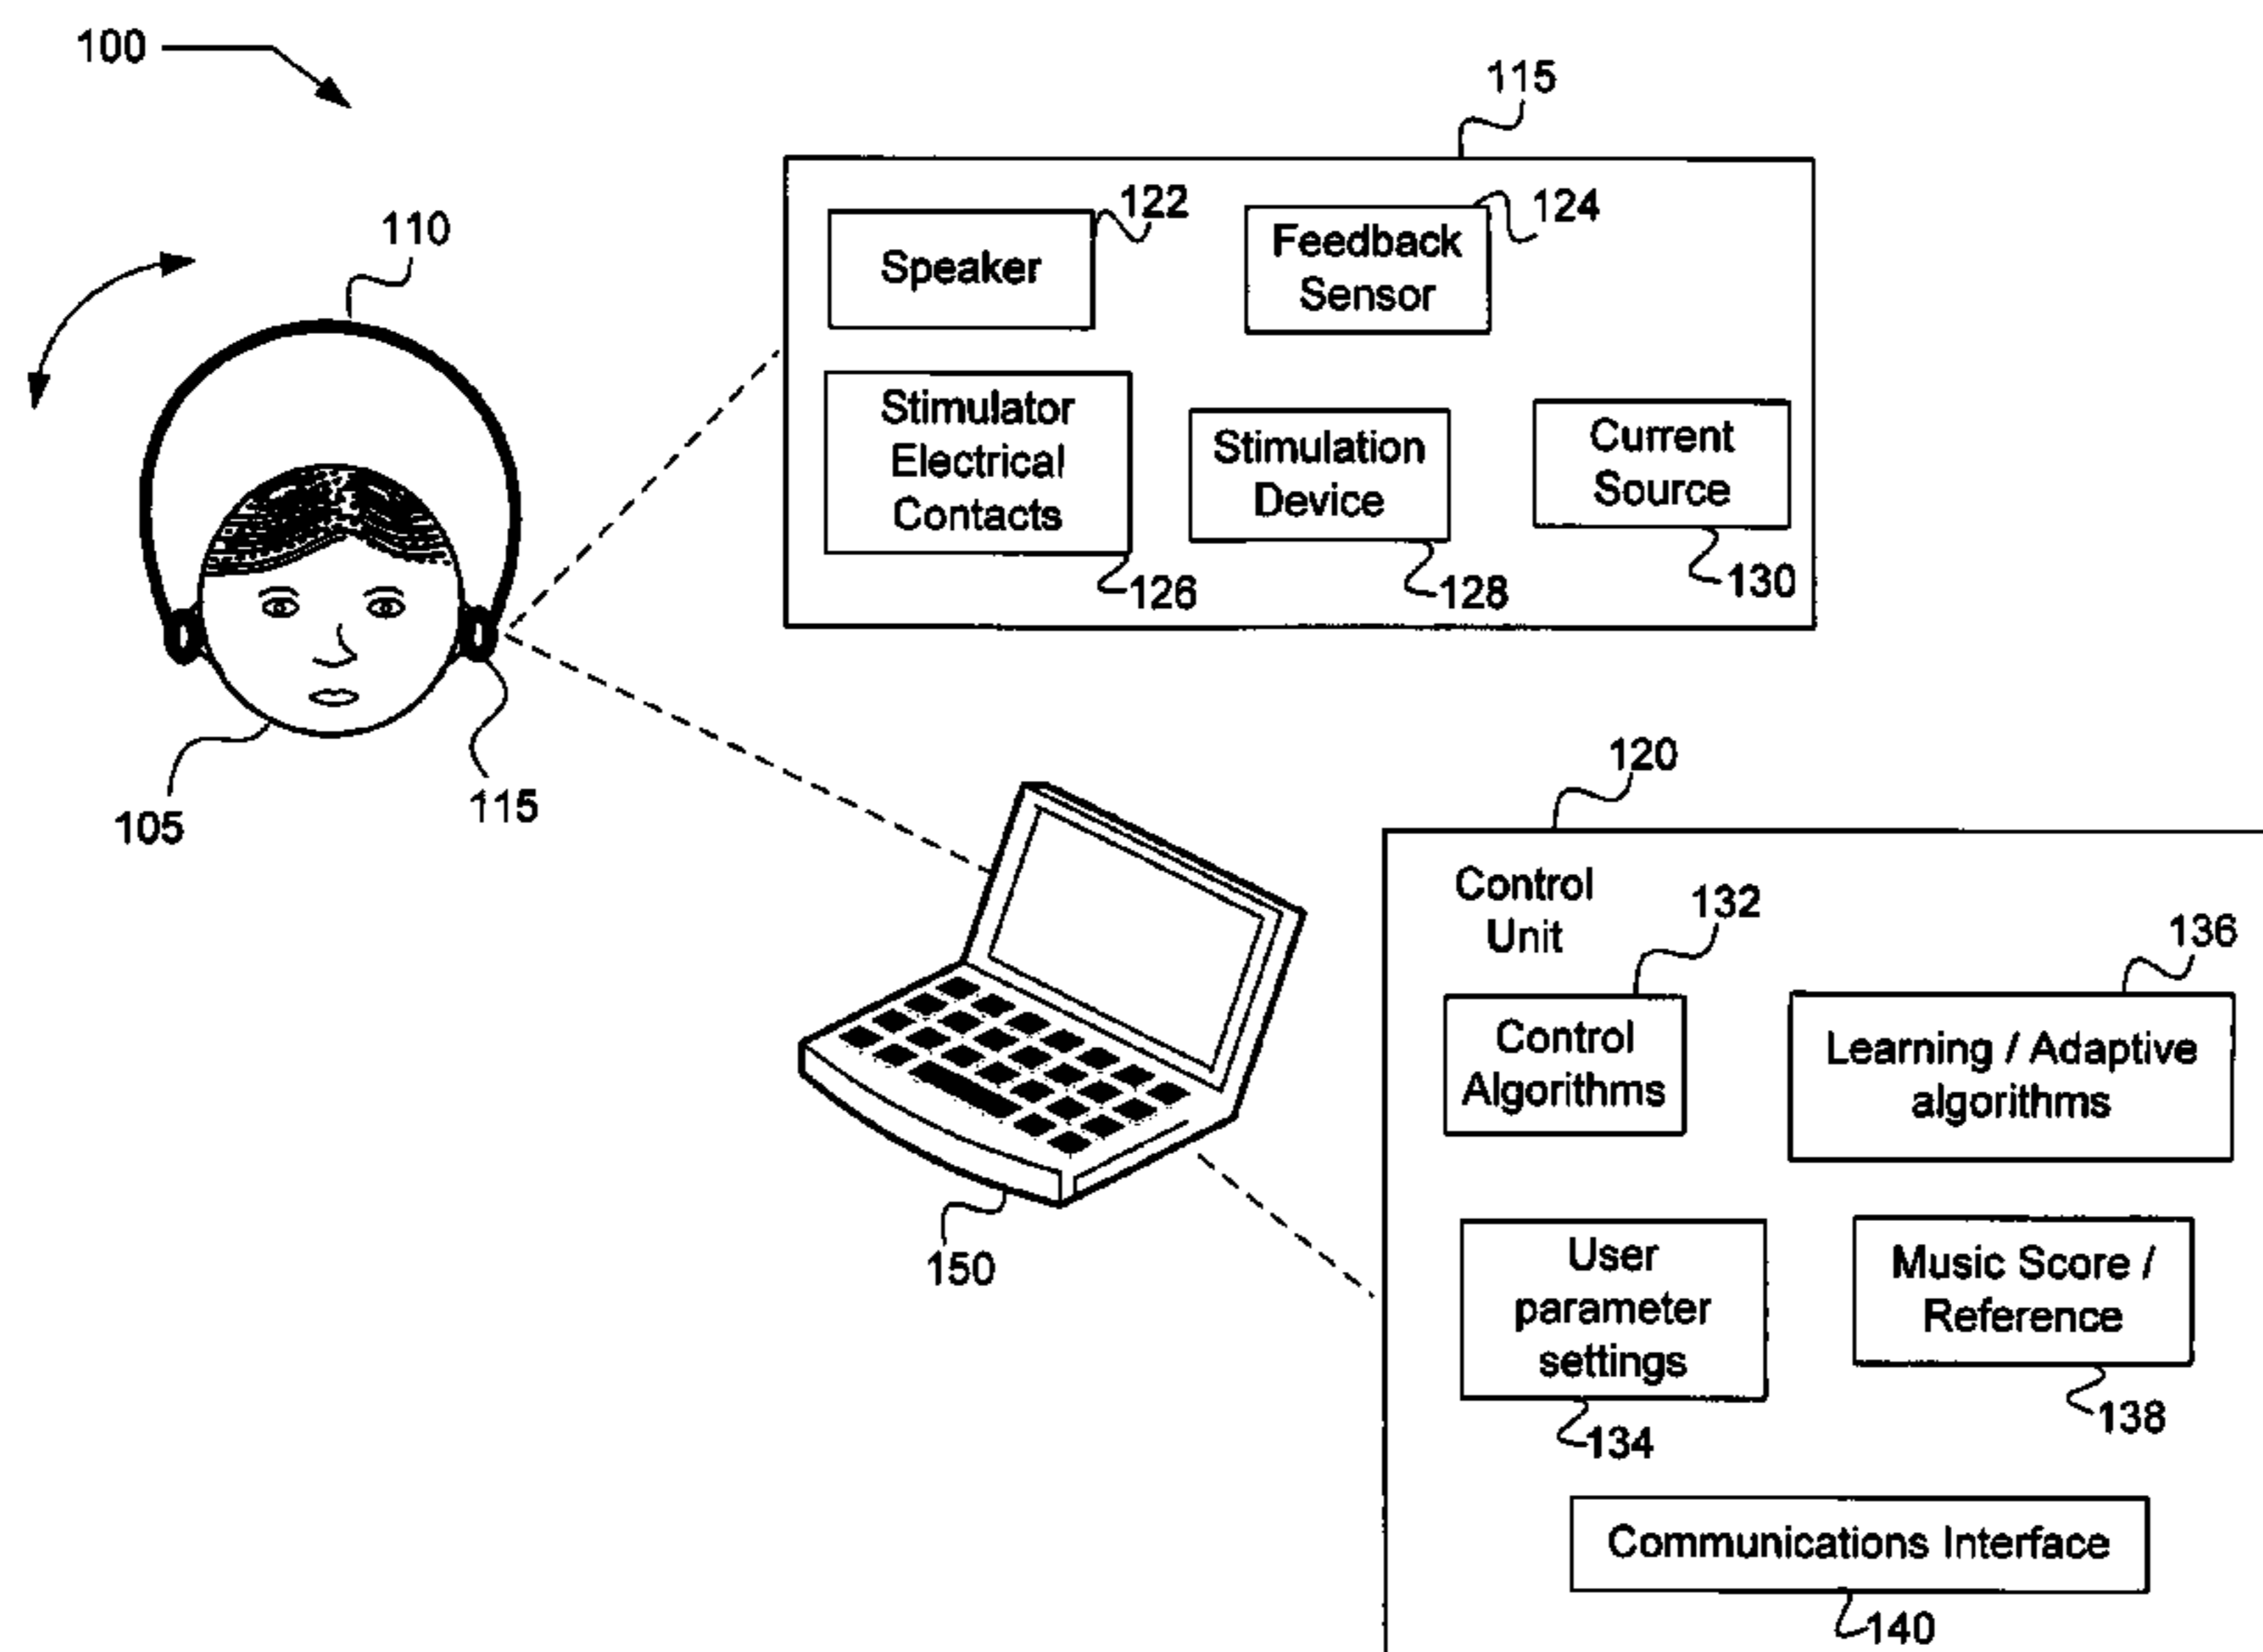 100
110
105
115
115
Speaker
122
Feedback
Sensor
124
Stimulator
Electrical
Contacts
126
Stimulation
Device
128
Current
Source
130
150
120
Control
Unit
132
Control
Algorithms
136
Learning / Adaptive
algorithms
User
parameter
settings
134
Music Score /
Reference
138
Communications Interface
140